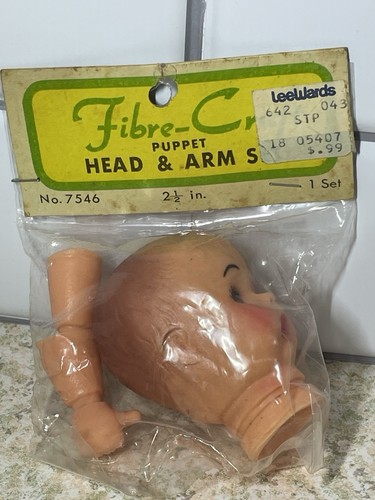 LeeWards
642 043
STP
18 05407
$.99
Fibre-Cr
PUPPET
HEAD & ARM S
No. 7546 2½ in. 1 Set